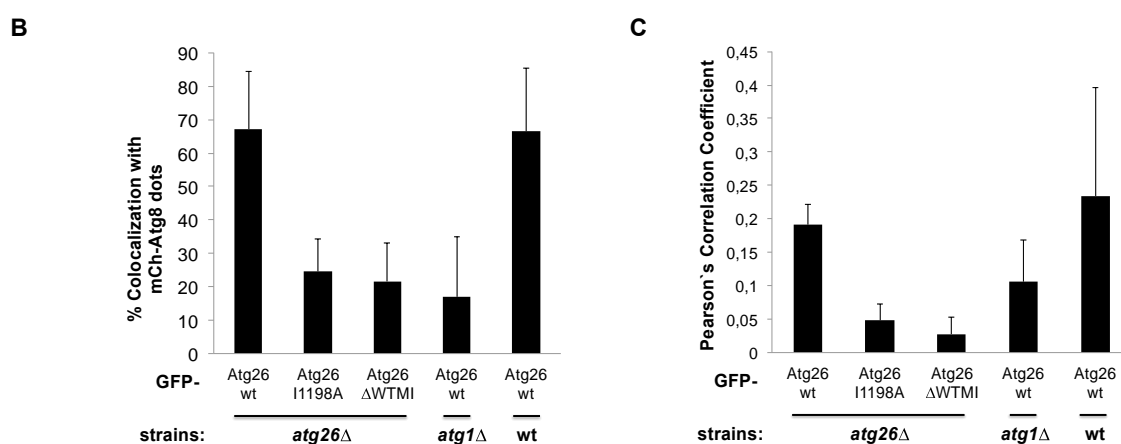 B
% Colocalization with
mCh-Atg8 dots
90
80
70
60
50
40
30
20
10
0
GFP-
Atg26 Atg26 Atg26 Atg26 Atg26
wt I1198A ΔWTMI wt wt
strains: atg26Δ atg1Δ wt
C
Pearson`s Correlation Coefficient
0,45
0,4
0,35
0,3
0,25
0,2
0,15
0,1
0,05
0
GFP-
Atg26 Atg26 Atg26 Atg26 Atg26
wt I1198A ΔWTMI wt wt
strains: atg26Δ atg1Δ wt